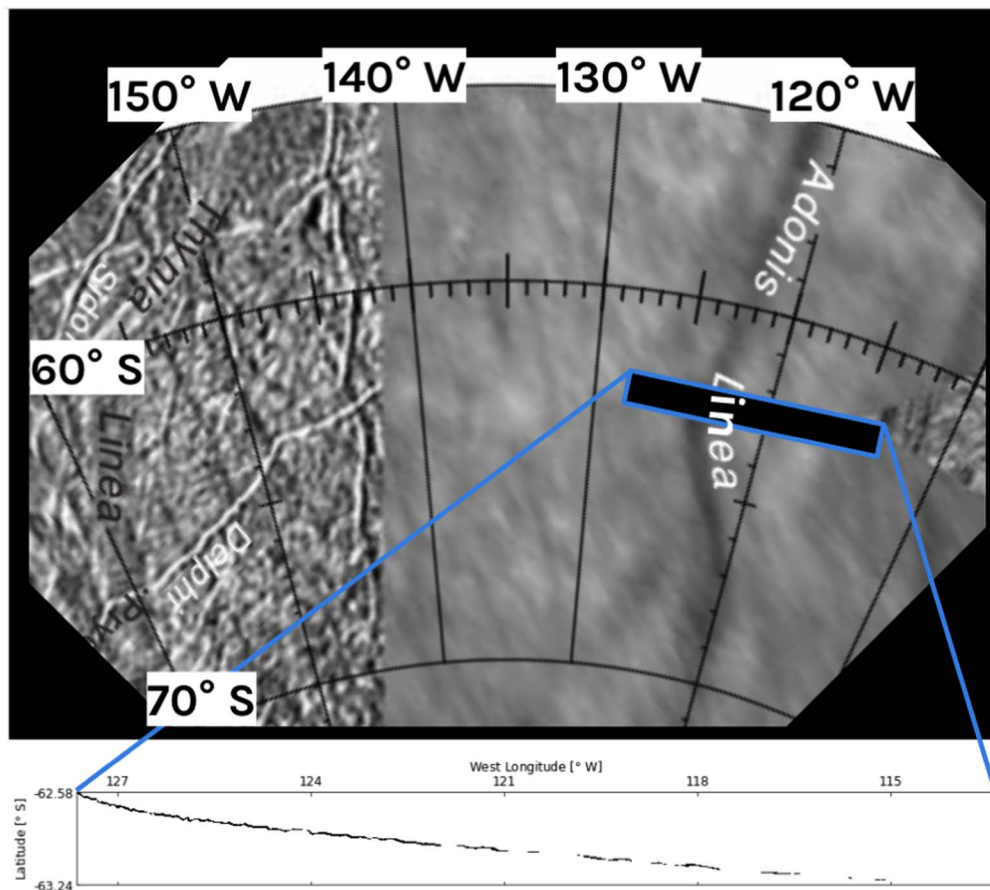 150° W
140° W
130° W
120° W
Adonis
Linea
Thynia
Linea
Sidon
60° S
Delphi
70° S
West Longitude [° W]
127
124
121
118
115
Latitude [° S]
-62.58
-63.24